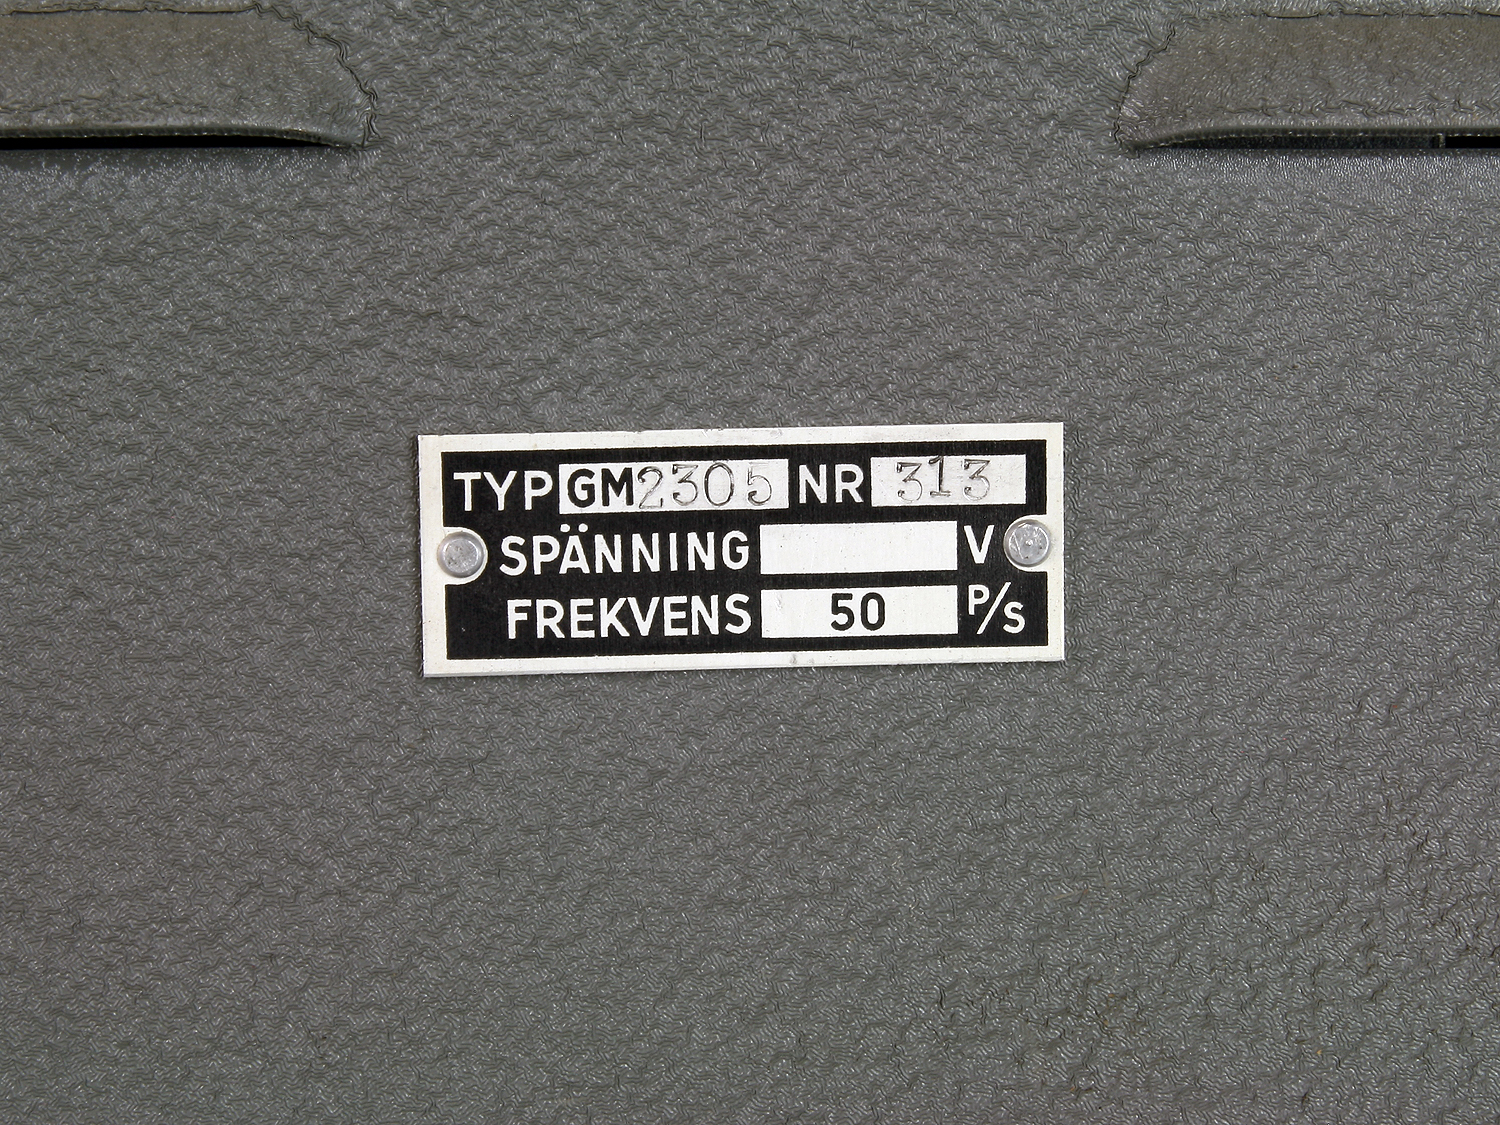 TYP GM2305 NR 313
SPÄNNING V
FREKVENS 50 P/S